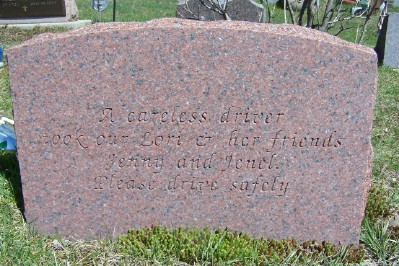 A careless driver
took our Lori & her friends
Jenny and Jenel.
Please drive safely